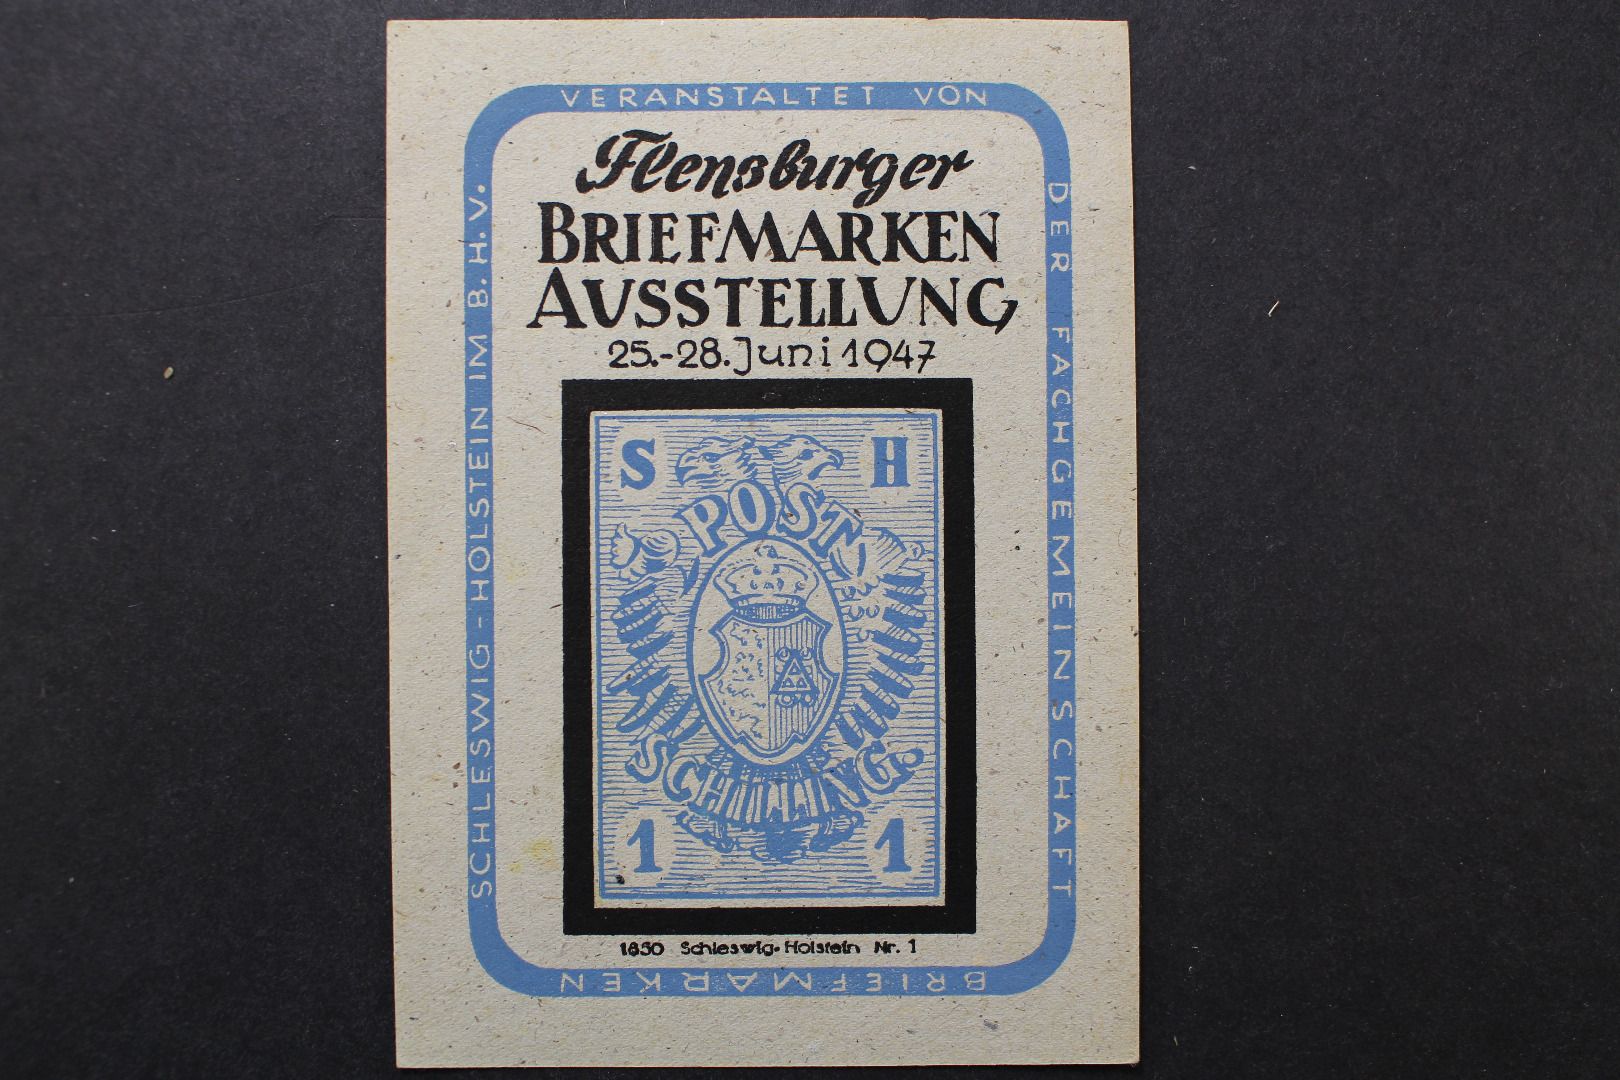 VERANSTALTET VON
DER FACHGEMEINSCHAFT
BRIEFMARKEN
SCHLESWIG-HOLSTEIN IM B.H.V.
Flensburger
BRIEFMARKEN
AUSSTELLUNG
25.-28. Juni 1947
S H
POST
SCHILLING.
1 1
1850 Schleswig-Holstein Nr. 1